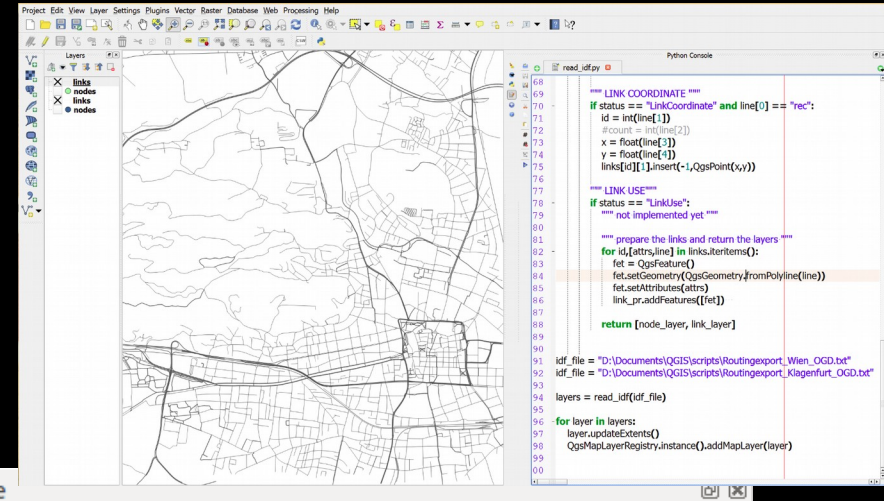 Project Edit View Layer Settings Plugins Vector Raster Database Web Processing Help
Layers
links
nodes
links
nodes
Python Console
read_idf.py
68
69 """ LINK COORDINATE """
70 if status == "LinkCoordinate" and line[0] == "rec":
71 id = int(line[1])
72 #count = int(line[2])
73 x = float(line[3])
74 y = float(line[4])
75 links[id][1].insert(-1,QgsPoint(x,y))
76
77 """ LINK USE"""
78 if status == "LinkUse":
79 """ not implemented yet """
80
81 """ prepare the links and return the layers """
82 for id,[attrs,line] in links.iteritems():
83 fet = QgsFeature()
84 fet.setGeometry(QgsGeometry.fromPolyline(line))
85 fet.setAttributes(attrs)
86 link_pr.addFeatures([fet])
87
88 return [node_layer, link_layer]
89
90
91 idf_file = "D:\Documents\QGIS\scripts\Routingexport_Wien_OGD.txt"
92 idf_file = "D:\Documents\QGIS\scripts\Routingexport_Klagenfurt_OGD.txt"
93
94 layers = read_idf(idf_file)
95
96 for layer in layers:
97 layer.updateExtents()
98 QgsMapLayerRegistry.instance().addMapLayer(layer)
99
00
e